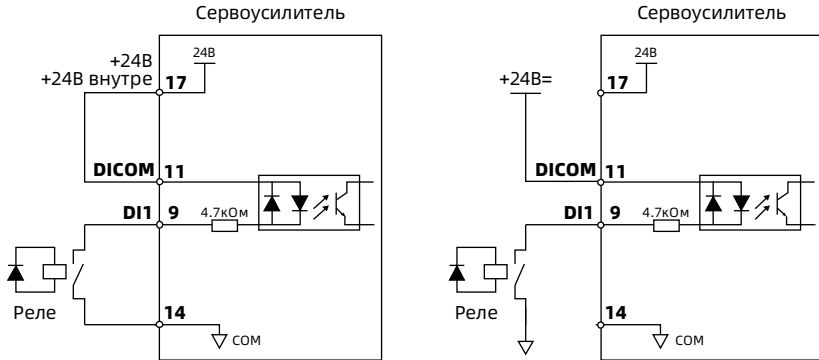 Сервоусилитель
+24В
+24В внутре
17
24В
DICOM
11
DI1
9
4.7кОм
Реле
14
COM
Сервоусилитель
+24В=
17
24В
DICOM
11
DI1
9
4.7кОм
Реле
14
COM